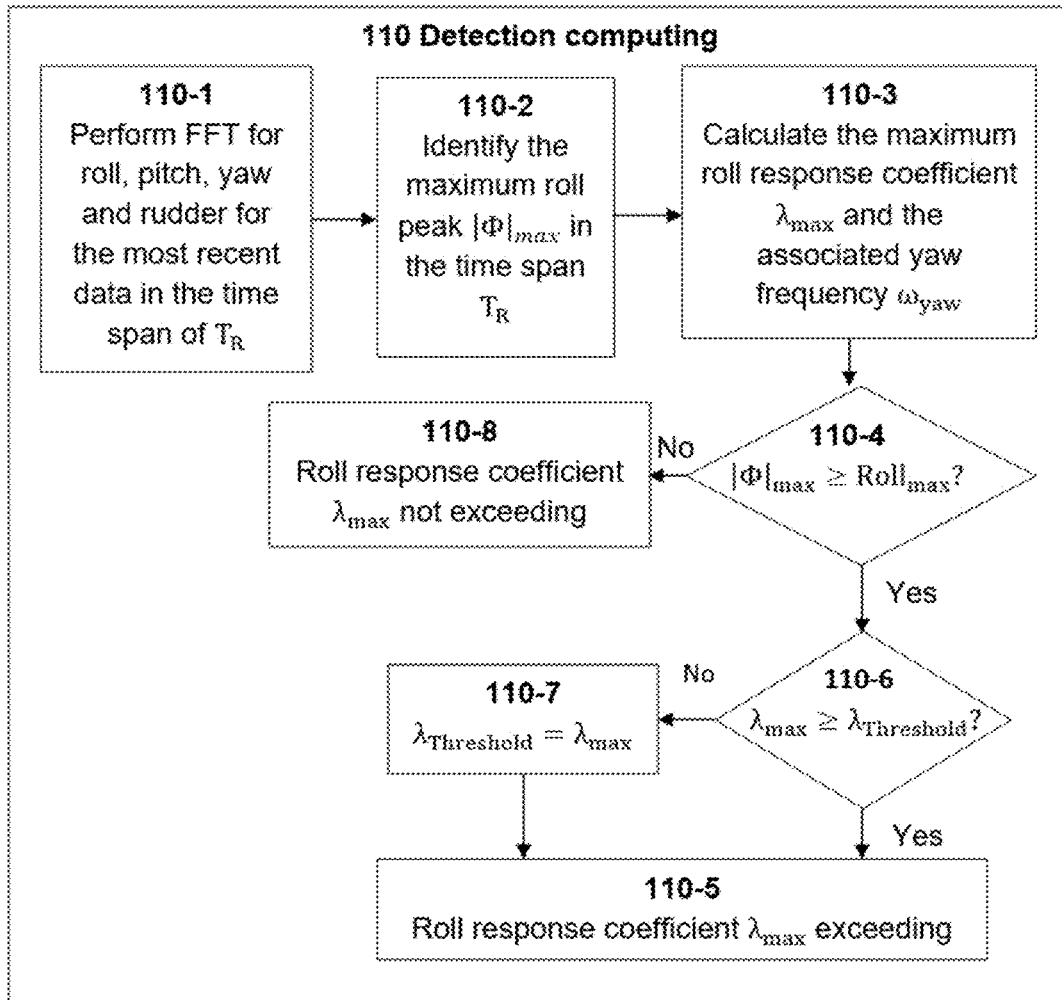 110 Detection computing
110-1
Perform FFT for
roll, pitch, yaw
and rudder for
the most recent
data in the time
span of T_R
110-2
Identify the
maximum roll
peak |Φ|_max in
the time span
T_R
110-3
Calculate the maximum
roll response coefficient
λ_max and the
associated yaw
frequency ω_yaw
110-4
|Φ|_max ≥ Roll_max?
No
110-8
Roll response coefficient
λ_max not exceeding
Yes
110-6
λ_max ≥ λ_Threshold?
No
110-7
λ_Threshold = λ_max
Yes
110-5
Roll response coefficient λ_max exceeding